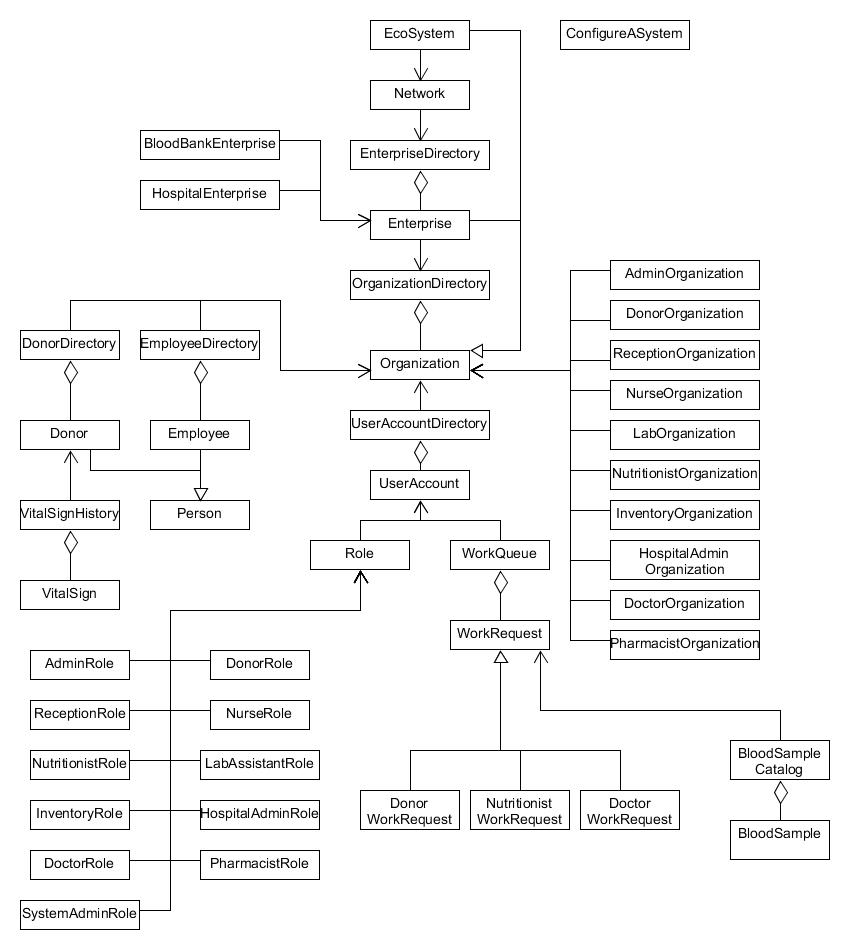 EcoSystem
ConfigureASystem
Network
BloodBankEnterprise
EnterpriseDirectory
HospitalEnterprise
Enterprise
OrganizationDirectory
AdminOrganization
DonorOrganization
DonorDirectory
EmployeeDirectory
ReceptionOrganization
Organization
NurseOrganization
UserAccountDirectory
Donor
Employee
LabOrganization
UserAccount
NutritionistOrganization
VitalSignHistory
Person
InventoryOrganization
Role
WorkQueue
HospitalAdmin
Organization
VitalSign
DoctorOrganization
WorkRequest
PharmacistOrganization
AdminRole
DonorRole
ReceptionRole
NurseRole
NutritionistRole
LabAssistantRole
BloodSample
Catalog
InventoryRole
HospitalAdminRole
Donor
WorkRequest
Nutritionist
WorkRequest
Doctor
WorkRequest
BloodSample
DoctorRole
PharmacistRole
SystemAdminRole